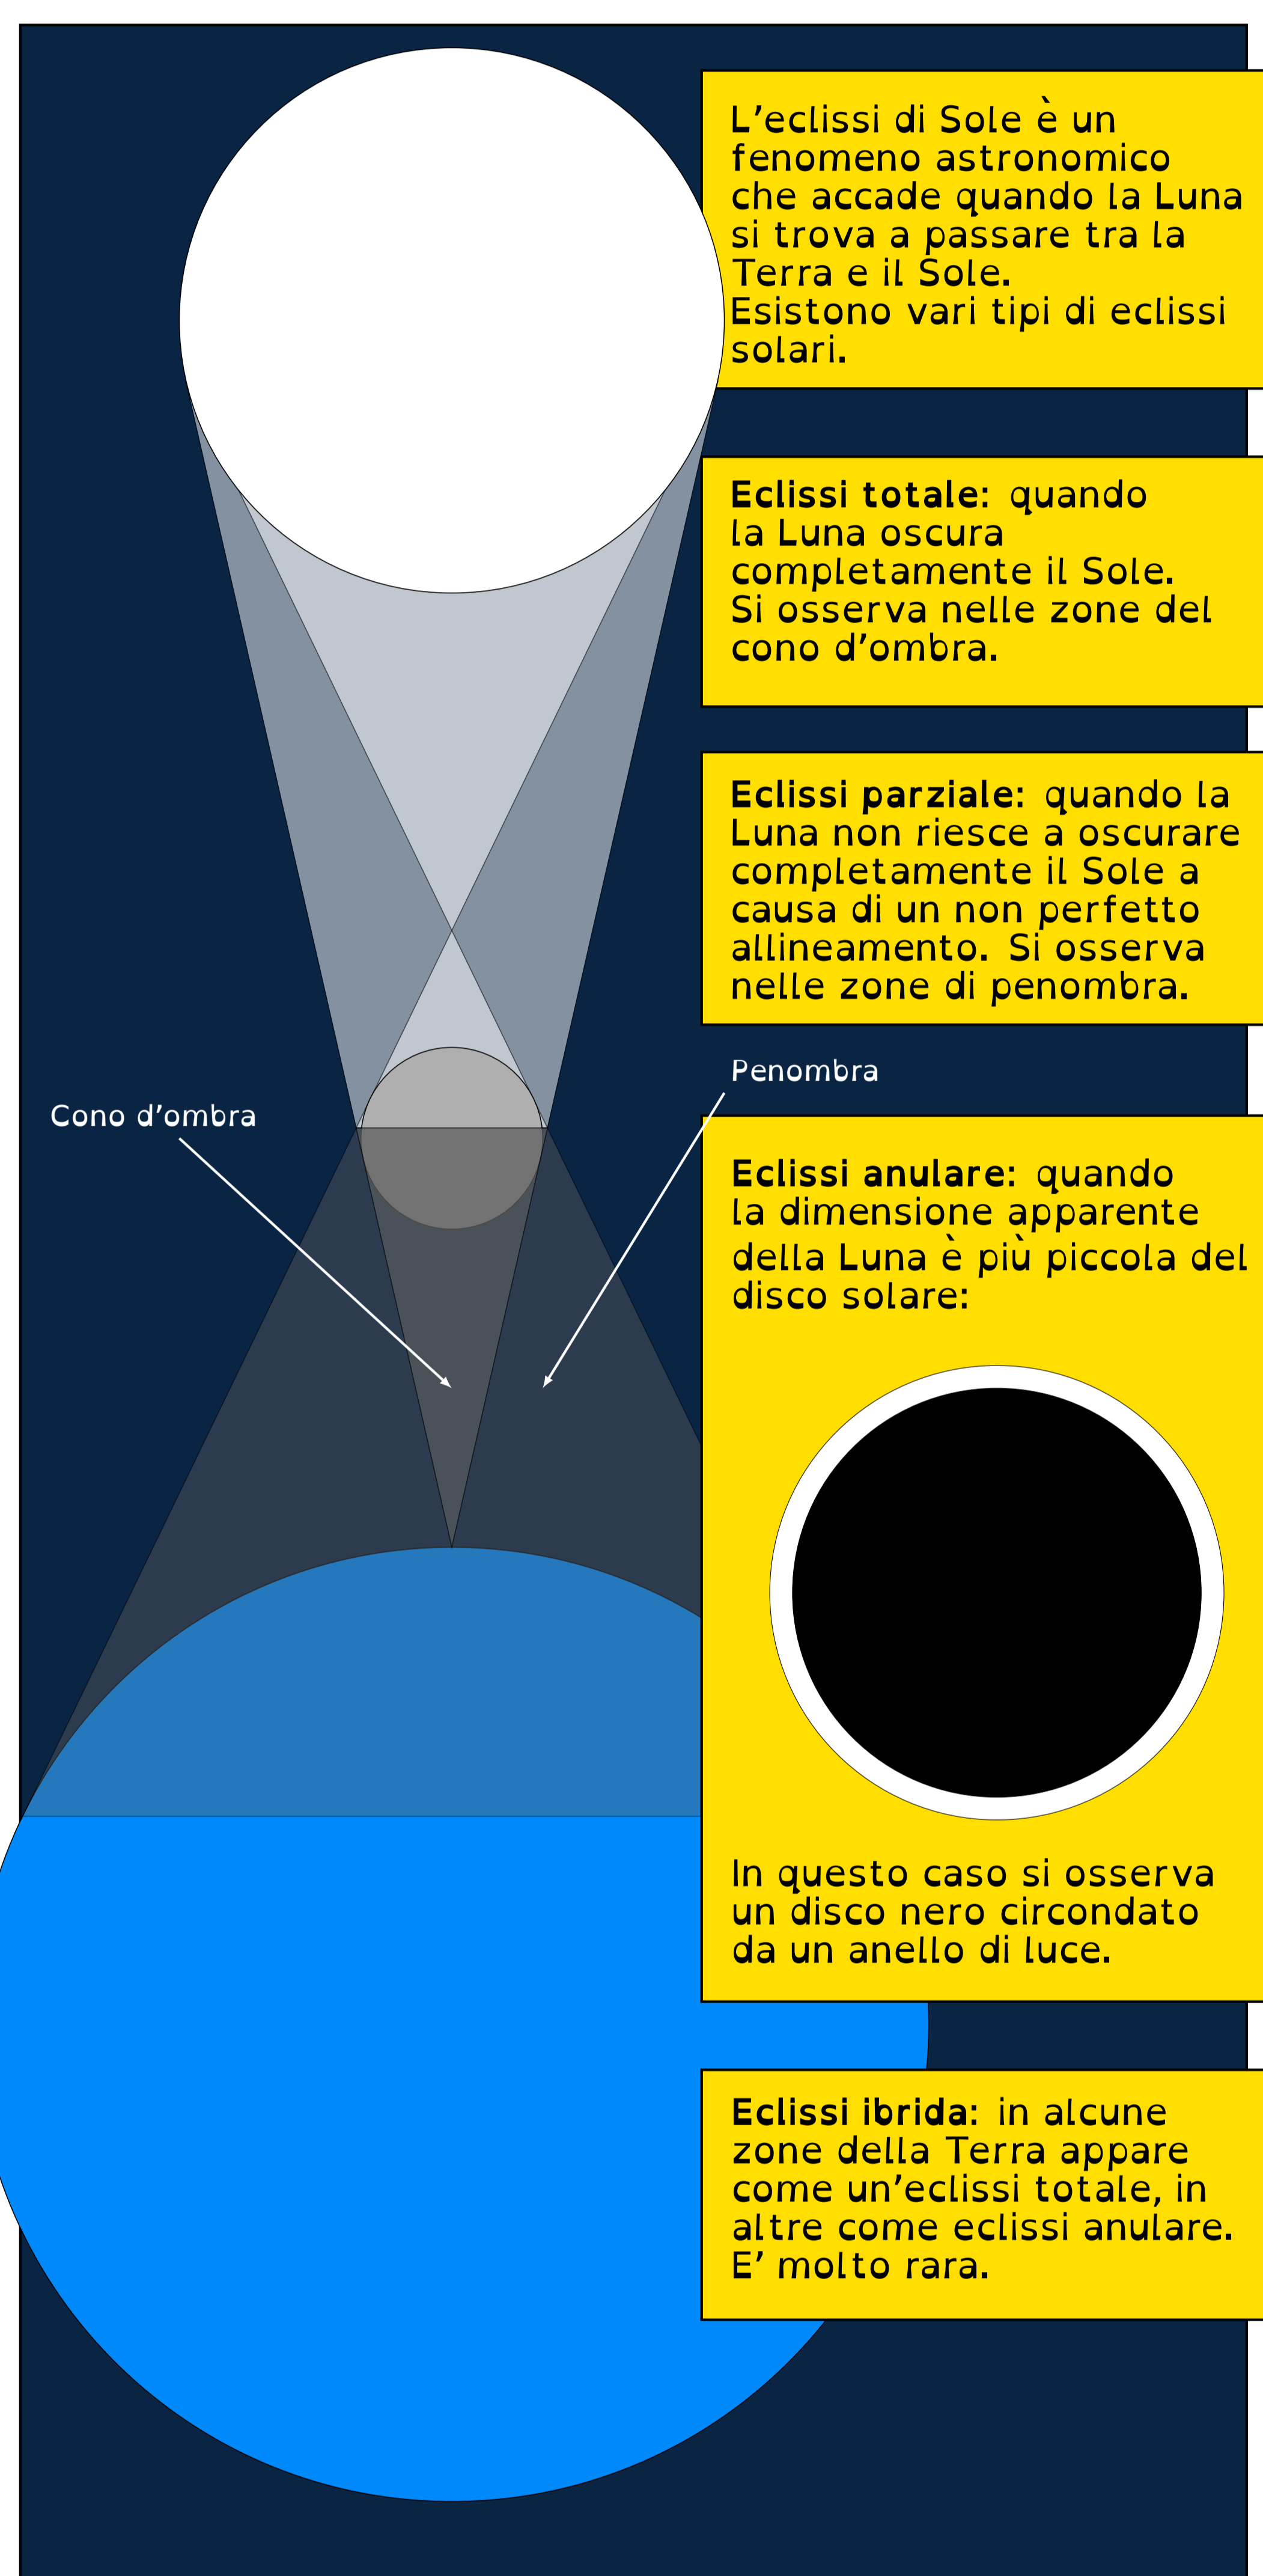 L’eclissi di Sole è un
fenomeno astronomico
che accade quando la Luna
si trova a passare tra la
Terra e il Sole.
Esistono vari tipi di eclissi
solari.
Eclissi totale: quando
la Luna oscura
completamente il Sole.
Si osserva nelle zone del
cono d’ombra.
Eclissi parziale: quando la
Luna non riesce a oscurare
completamente il Sole a
causa di un non perfetto
allineamento. Si osserva
nelle zone di penombra.
Penombra
Cono d’ombra
Eclissi anulare: quando
la dimensione apparente
della Luna è più piccola del
disco solare:
In questo caso si osserva
un disco nero circondato
da un anello di luce.
Eclissi ibrida: in alcune
zone della Terra appare
come un’eclissi totale, in
altre come eclissi anulare.
E’ molto rara.